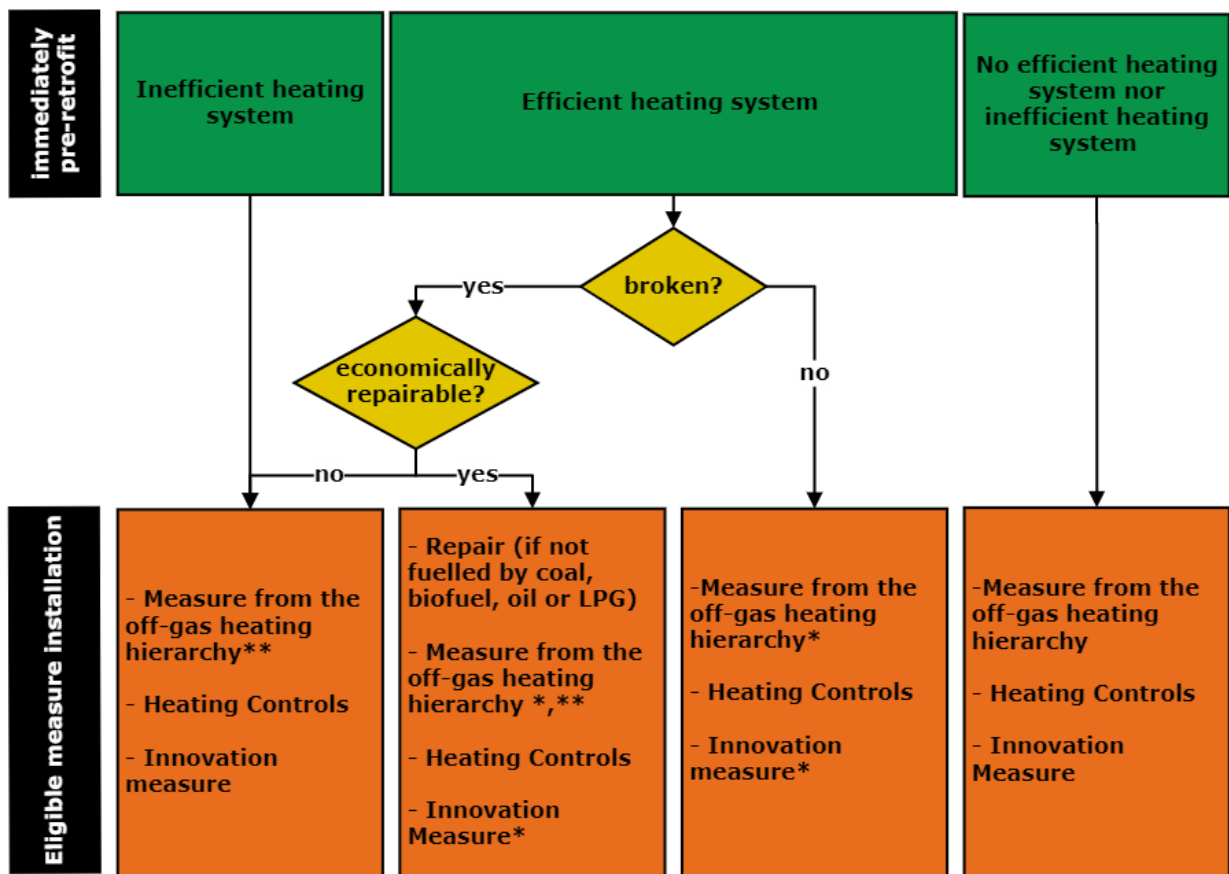 immediately
pre-retrofit
Inefficient heating
system
Efficient heating system
No efficient heating
system nor
inefficient heating
system
broken?
yes
no
economically
repairable?
no
yes
Eligible measure installation
- Measure from the
off-gas heating
hierarchy**
- Heating Controls
- Innovation
measure
- Repair (if not
fuelled by coal,
biofuel, oil or LPG)
- Measure from the
off-gas heating
hierarchy *,**
- Heating Controls
- Innovation
Measure*
-Measure from the
off-gas heating
hierarchy*
- Heating Controls
- Innovation
measure*
-Measure from the
off-gas heating
hierarchy
- Heating Controls
- Innovation
Measure